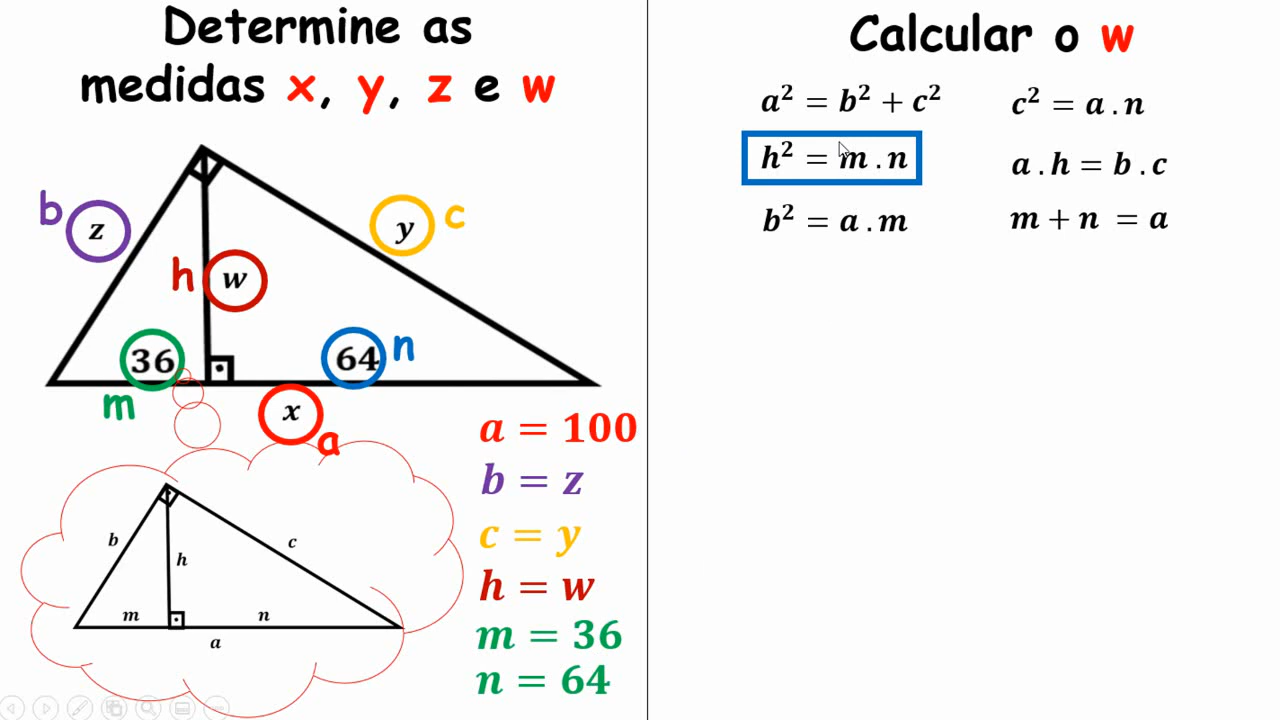 Determine as
medidas x, y, z e w
b
z
y
c
h
w
36
64
n
m
x
a
a = 100
b = z
c = y
h = w
m = 36
n = 64
b
c
h
m
n
a
Calcular o w
a² = b² + c²
c² = a . n
h² = m . n
a . h = b . c
b² = a . m
m + n = a